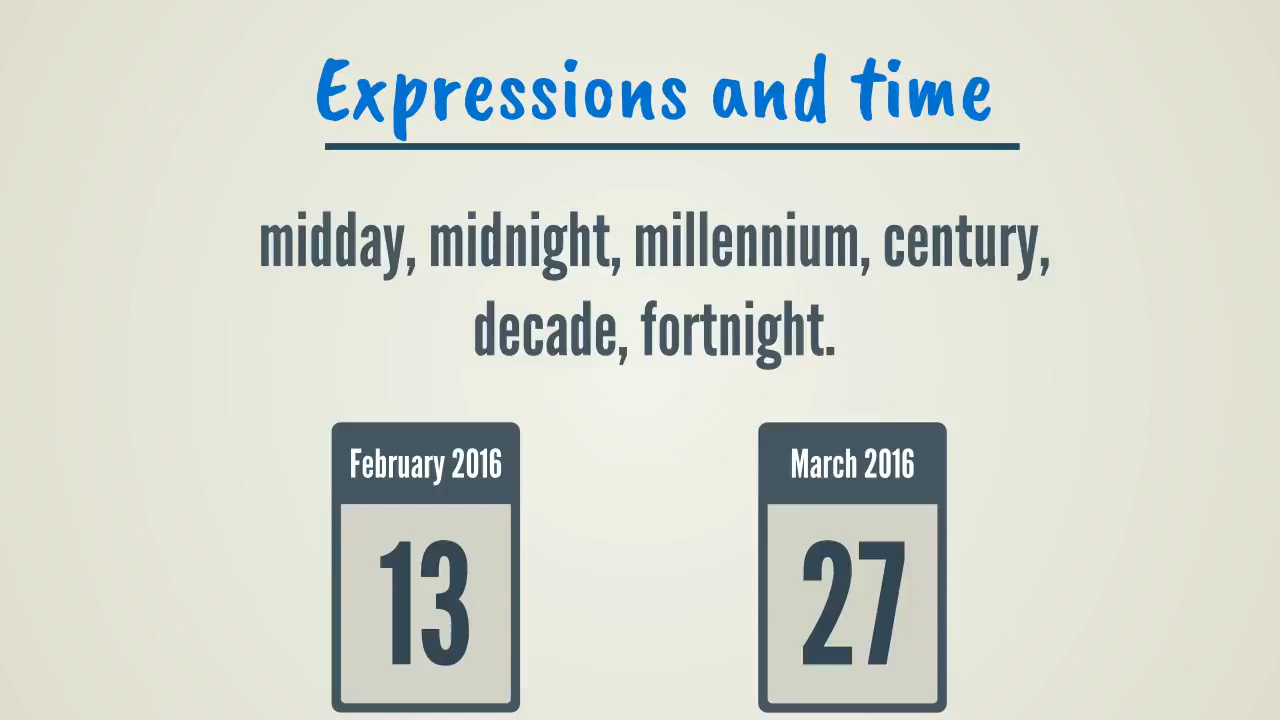 Expressions and time
midday, midnight, millennium, century,
decade, fortnight.
February 2016
13
March 2016
27